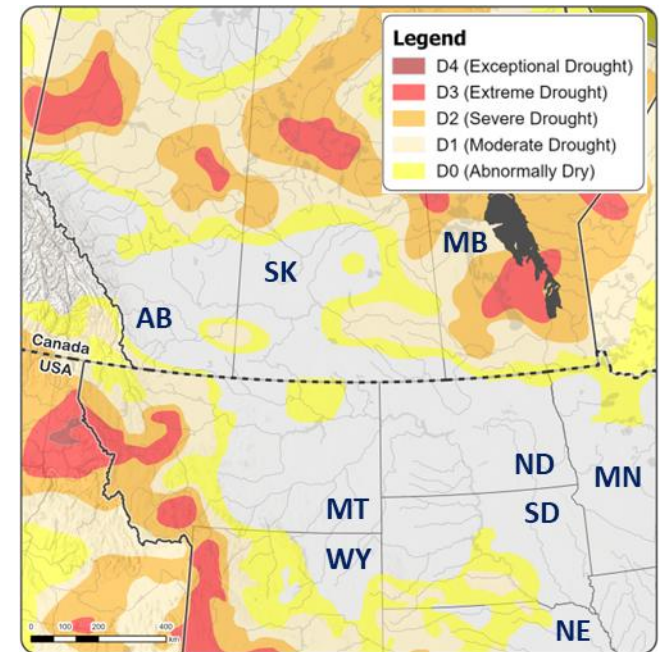 Legend
D4 (Exceptional Drought)
D3 (Extreme Drought)
D2 (Severe Drought)
D1 (Moderate Drought)
D0 (Abnormally Dry)
MB
SK
AB
Canada
USA
ND
MN
MT
SD
WY
NE
0 100 200 400
km